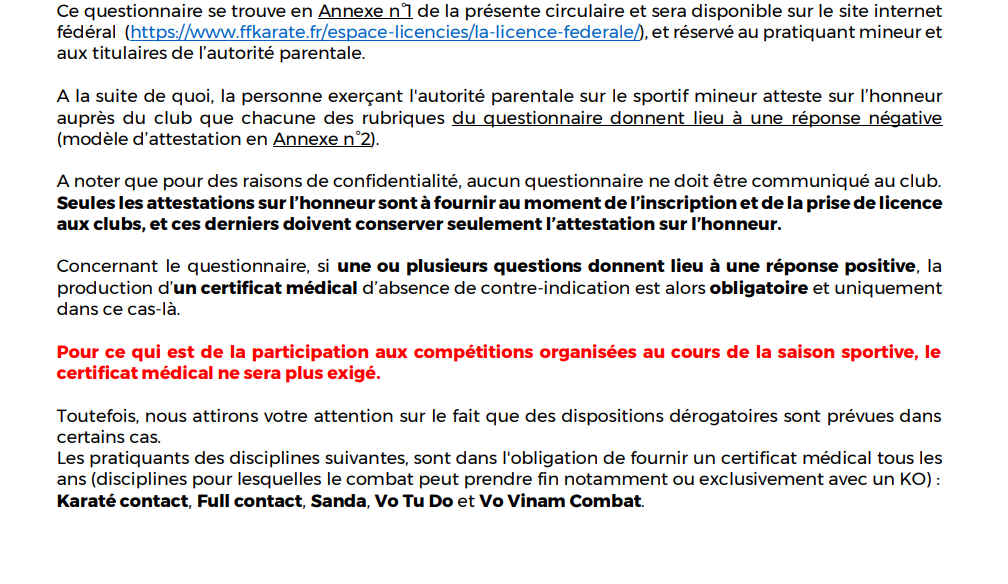 Ce questionnaire se trouve en Annexe n°1 de la présente circulaire et sera disponible sur le site internet
fédéral (https://www.ffkarate.fr/espace-licencies/la-licence-federale/), et réservé au pratiquant mineur et
aux titulaires de l’autorité parentale.
A la suite de quoi, la personne exerçant l'autorité parentale sur le sportif mineur atteste sur l’honneur
auprès du club que chacune des rubriques du questionnaire donnent lieu à une réponse négative
(modèle d’attestation en Annexe n°2).
A noter que pour des raisons de confidentialité, aucun questionnaire ne doit être communiqué au club.
Seules les attestations sur l’honneur sont à fournir au moment de l’inscription et de la prise de licence
aux clubs, et ces derniers doivent conserver seulement l’attestation sur l’honneur.
Concernant le questionnaire, si une ou plusieurs questions donnent lieu à une réponse positive, la
production d’un certificat médical d’absence de contre-indication est alors obligatoire et uniquement
dans ce cas-là.
Pour ce qui est de la participation aux compétitions organisées au cours de la saison sportive, le
certificat médical ne sera plus exigé.
Toutefois, nous attirons votre attention sur le fait que des dispositions dérogatoires sont prévues dans
certains cas.
Les pratiquants des disciplines suivantes, sont dans l'obligation de fournir un certificat médical tous les
ans (disciplines pour lesquelles le combat peut prendre fin notamment ou exclusivement avec un KO) :
Karaté contact, Full contact, Sanda, Vo Tu Do et Vo Vinam Combat.